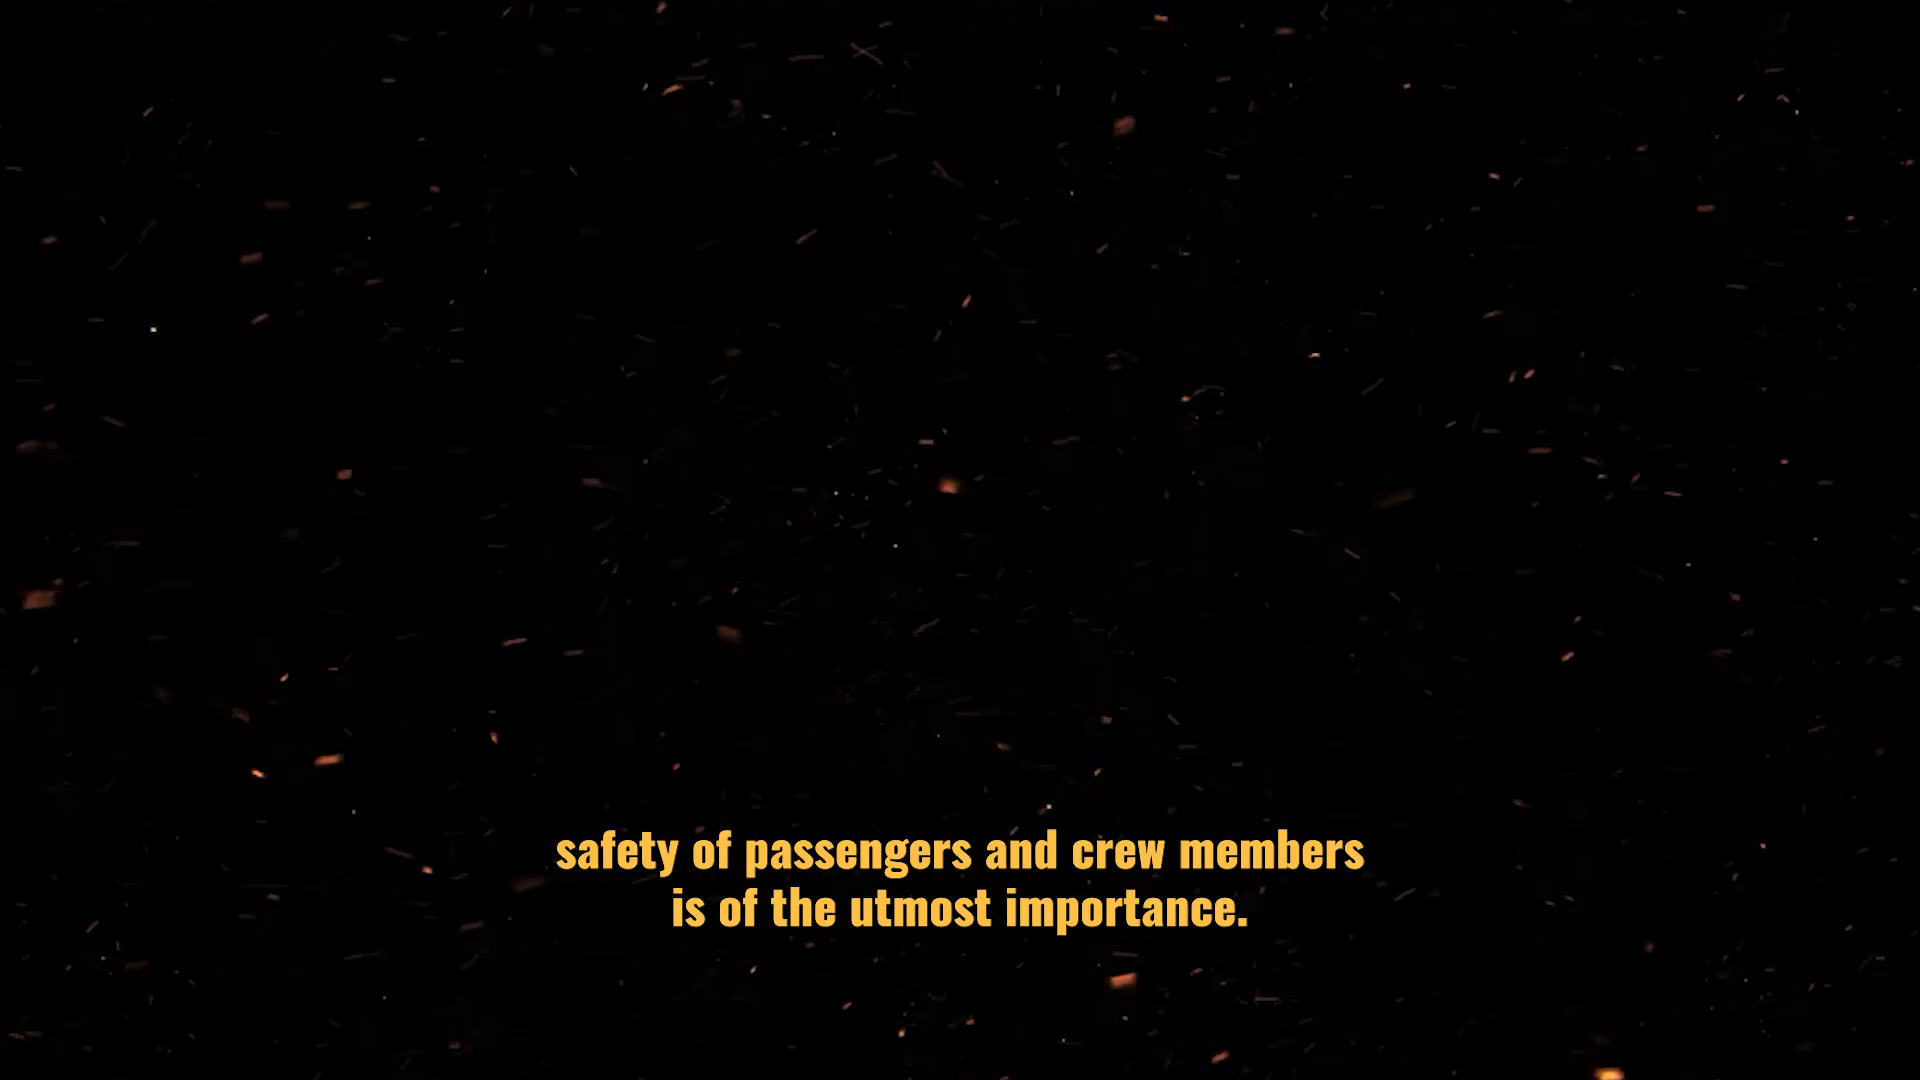 safety of passengers and crew members
is of the utmost importance.